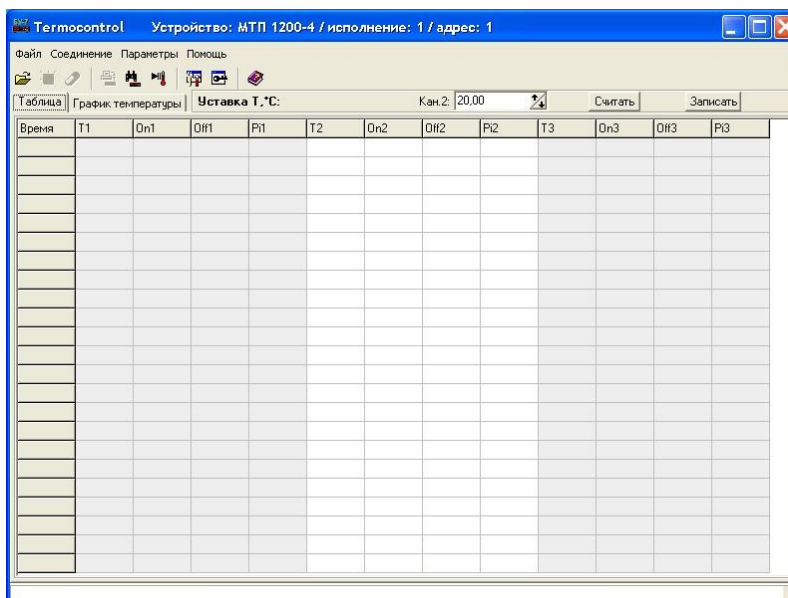 Termocontrol Устройство: МТП 1200-4 / исполнение: 1 / адрес: 1
Файл Соединение Параметры Помощь
Таблица График температуры Уставка Т,°С: Кан.2: 20,00 Считать Записать
Время T1 On1 Off1 Pi1 T2 On2 Off2 Pi2 T3 On3 Off3 Pi3